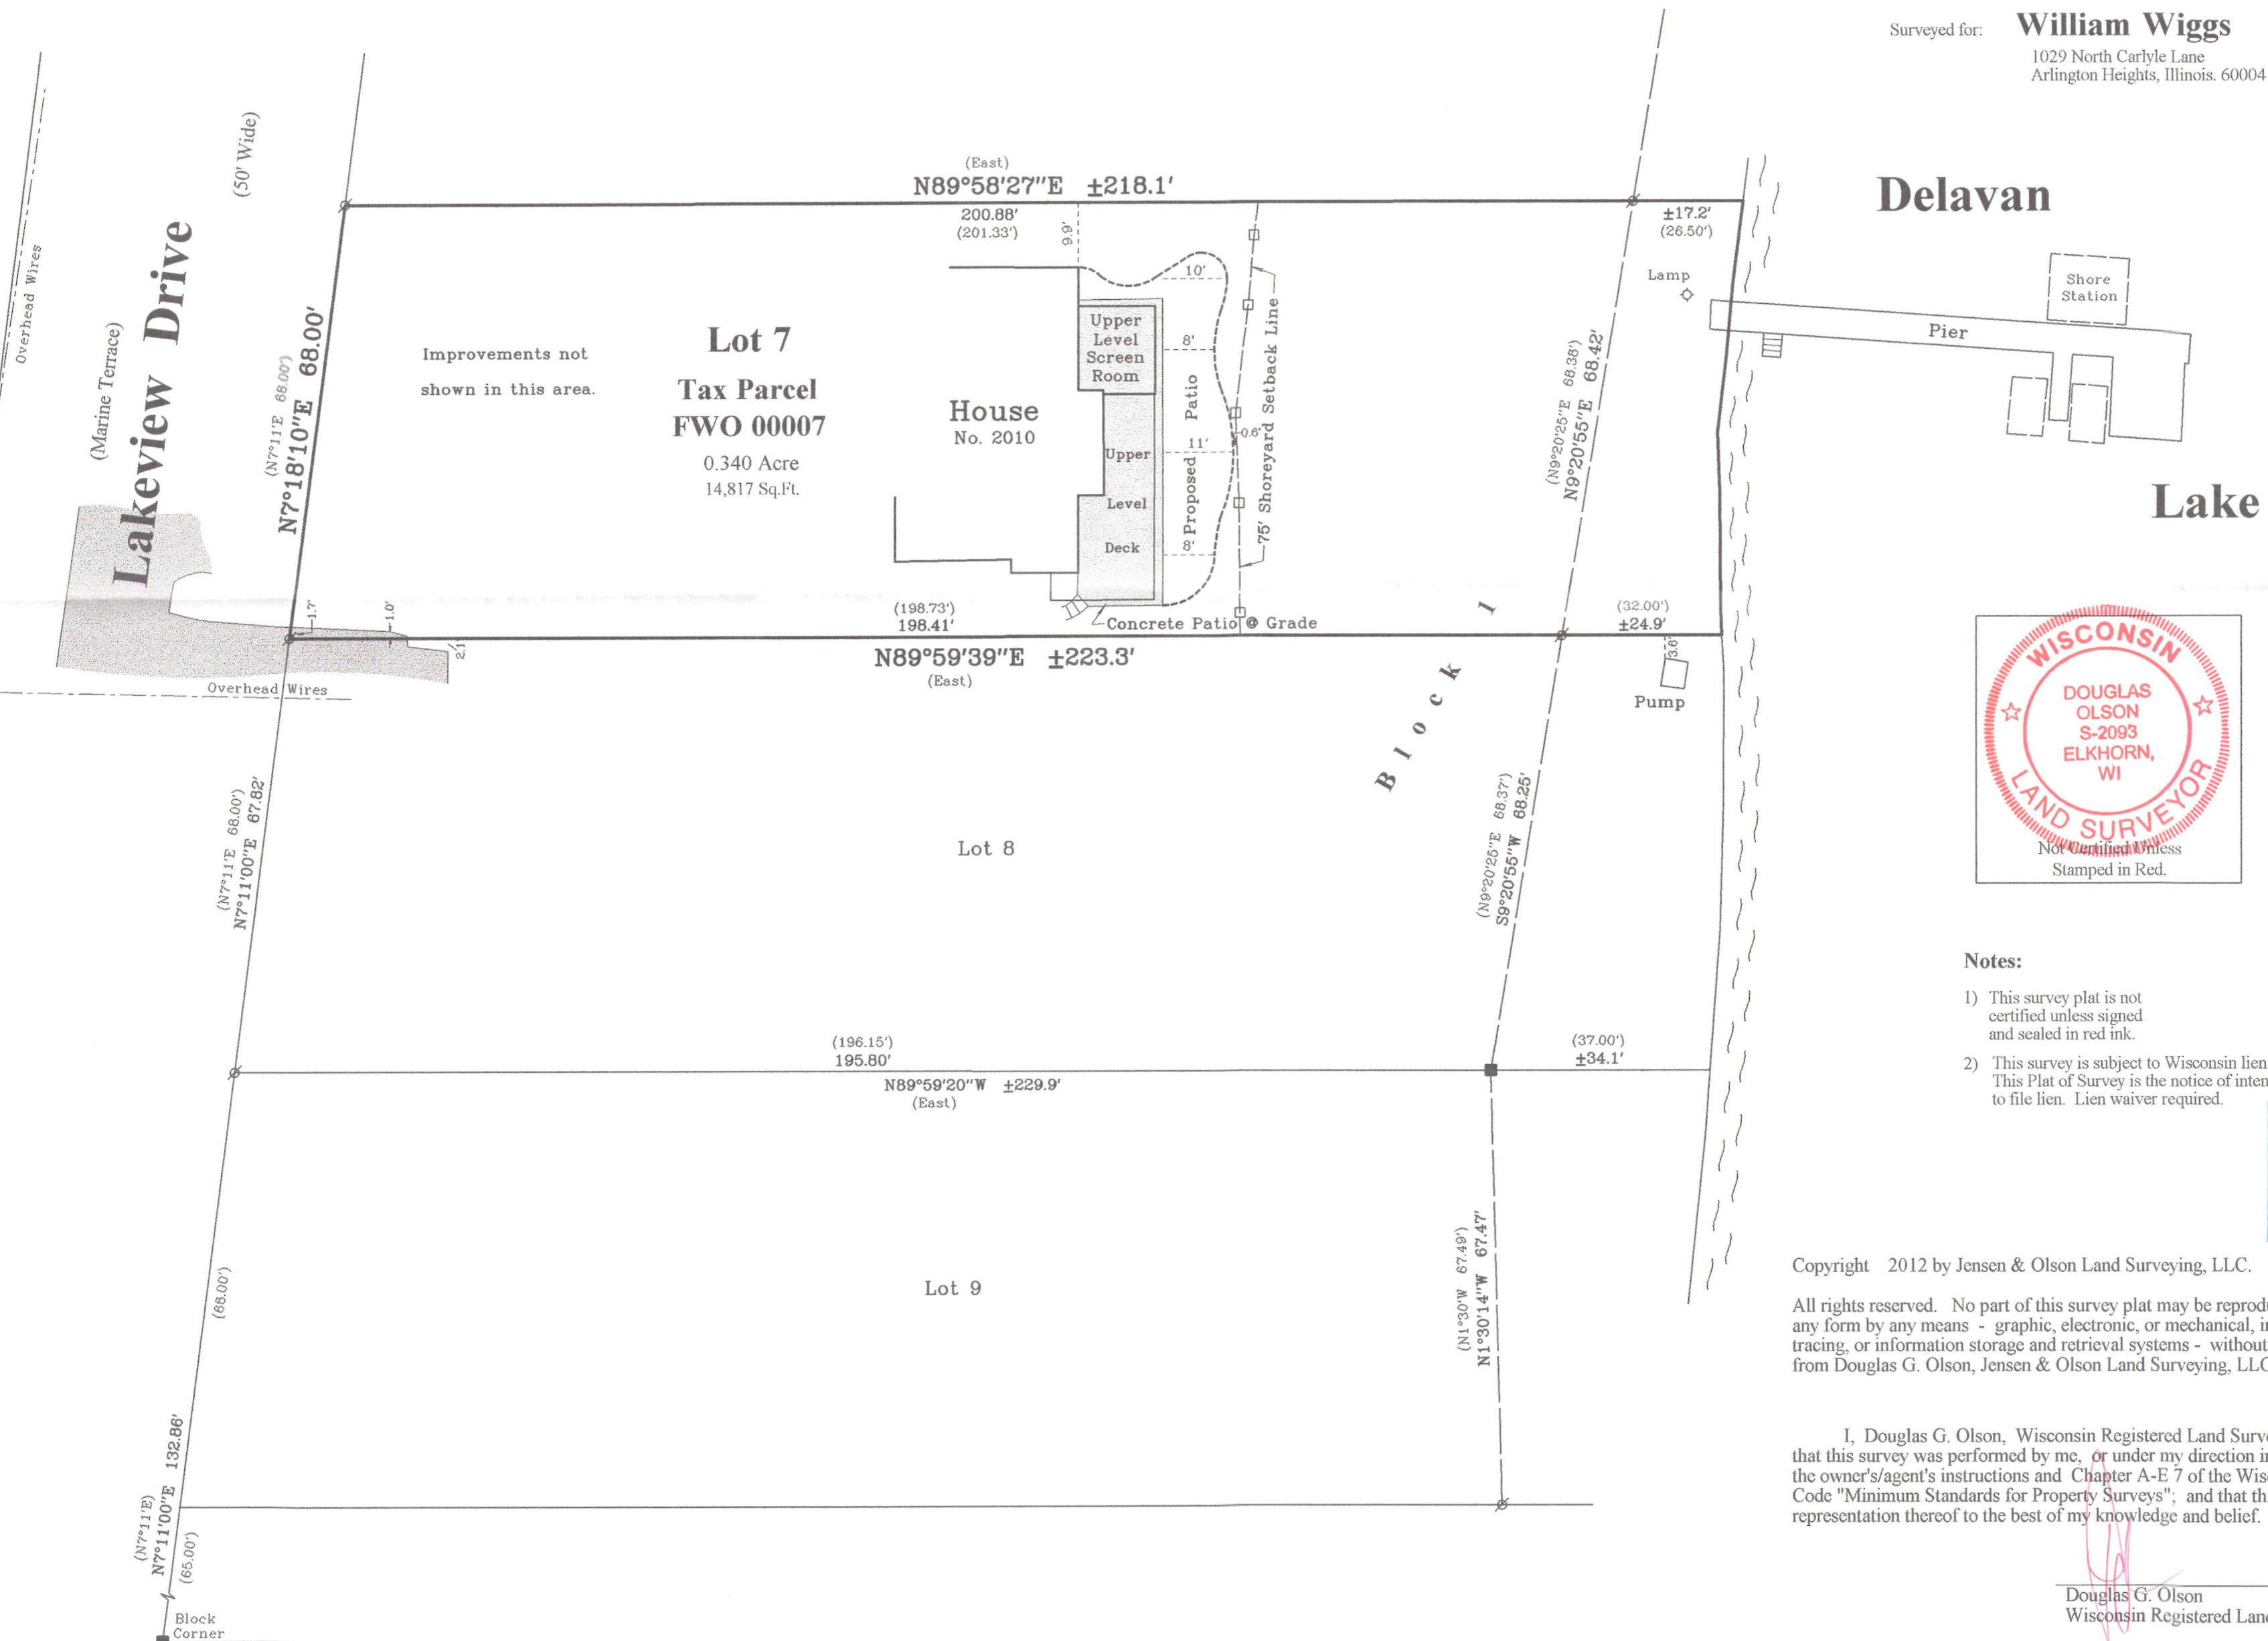 Surveyed for: William Wiggs
1029 North Carlyle Lane
Arlington Heights, Illinois. 60004
Delavan
Lake
Overhead Wires
(50' Wide)
(Marine Terrace)
Lakeview Drive
(N7°11'E 68.00')
N7°18'10"E 68.00'
(East)
N89°58'27"E ±218.1'
200.88'
(201.33')
9.9'
±17.2'
(26.50')
Improvements not
shown in this area.
Lot 7
Tax Parcel
FWO 00007
0.340 Acre
14,817 Sq.Ft.
House
No. 2010
Upper
Level
Screen
Room
Upper
Level
Deck
10'
8'
11'
8'
Proposed Patio
0.6'
75' Shoreyard Setback Line
Lamp
Pier
Shore
Station
(N9°20'25"E 68.38')
N9°20'55"E 68.42'
1.7'
1.0'
2.1'
(198.73')
198.41'
Concrete Patio @ Grade
(32.00')
±24.9'
N89°59'39"E ±223.3'
(East)
3.6'
Pump
Overhead Wires
Block 1
(N7°11'E 68.00')
N7°11'00"E 67.82'
Lot 8
(N9°20'25"E 68.37')
S9°20'55"W 68.25'
(196.15')
195.80'
N89°59'20"W ±229.9'
(East)
(37.00')
±34.1'
(68.00')
Lot 9
(N1°30'W 67.49')
N1°30'14"W 67.47'
(N7°11'E)
N7°11'00"E 132.86'
(65.00')
Block
Corner
WISCONSIN
DOUGLAS
OLSON
S-2093
ELKHORN,
WI
LAND SURVEYOR
Not Certified Unless
Stamped in Red.
Notes:
1) This survey plat is not
certified unless signed
and sealed in red ink.
2) This survey is subject to Wisconsin lien
This Plat of Survey is the notice of inten
to file lien. Lien waiver required.
Copyright 2012 by Jensen & Olson Land Surveying, LLC.
All rights reserved. No part of this survey plat may be reprod
any form by any means - graphic, electronic, or mechanical, i
tracing, or information storage and retrieval systems - without
from Douglas G. Olson, Jensen & Olson Land Surveying, LLC
I, Douglas G. Olson, Wisconsin Registered Land Surv
that this survey was performed by me, or under my direction i
the owner's/agent's instructions and Chapter A-E 7 of the Wis
Code "Minimum Standards for Property Surveys"; and that th
representation thereof to the best of my knowledge and belief.
Douglas G. Olson
Wisconsin Registered Lan